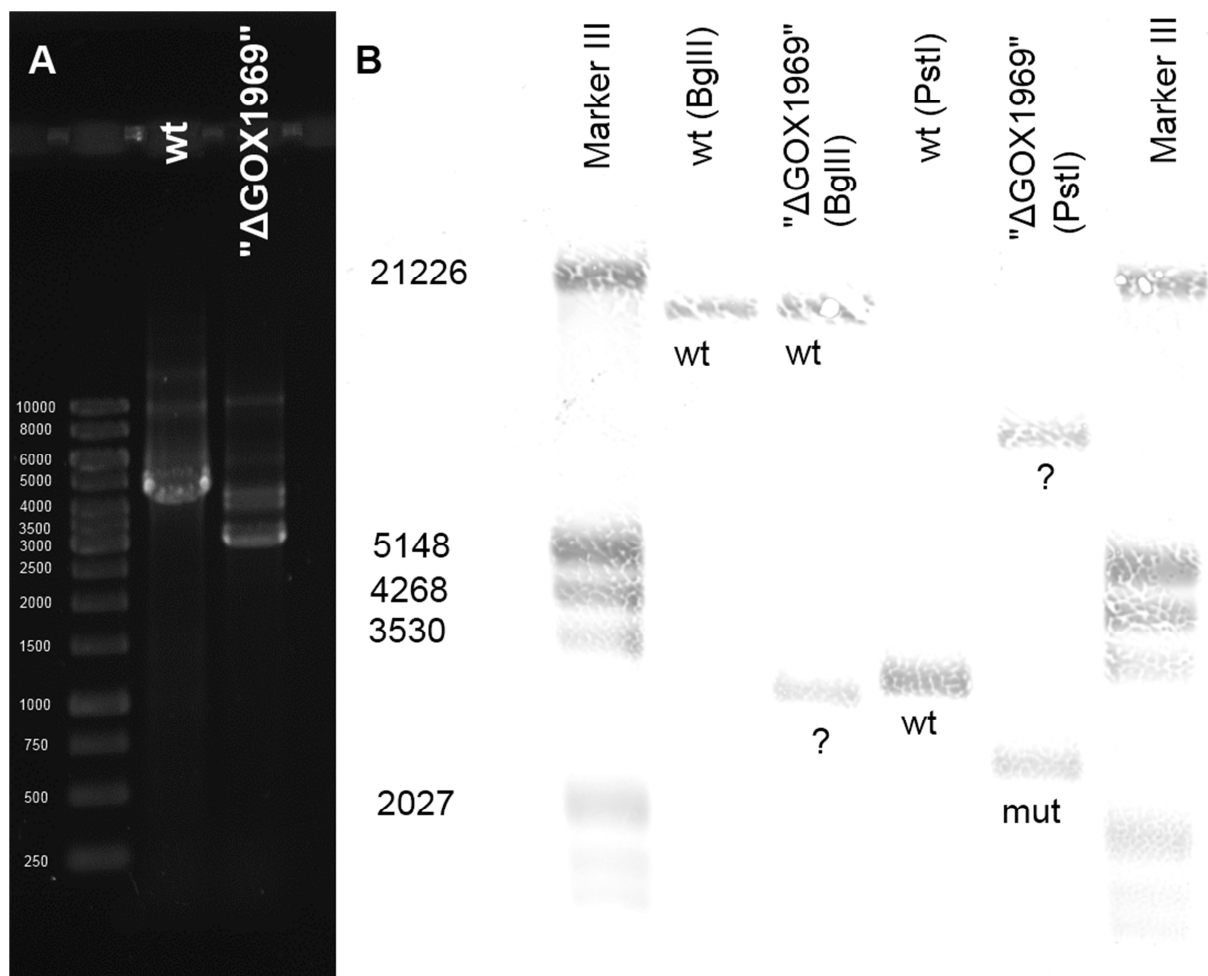 A
wt
"ΔGOX1969"
10000
8000
6000
5000
4000
3500
3000
2500
2000
1500
1000
750
500
250
B
Marker III
wt (BglII)
"ΔGOX1969"
(BglII)
wt (PstI)
"ΔGOX1969"
(PstI)
Marker III
21226
5148
4268
3530
2027
wt
wt
?
wt
?
mut